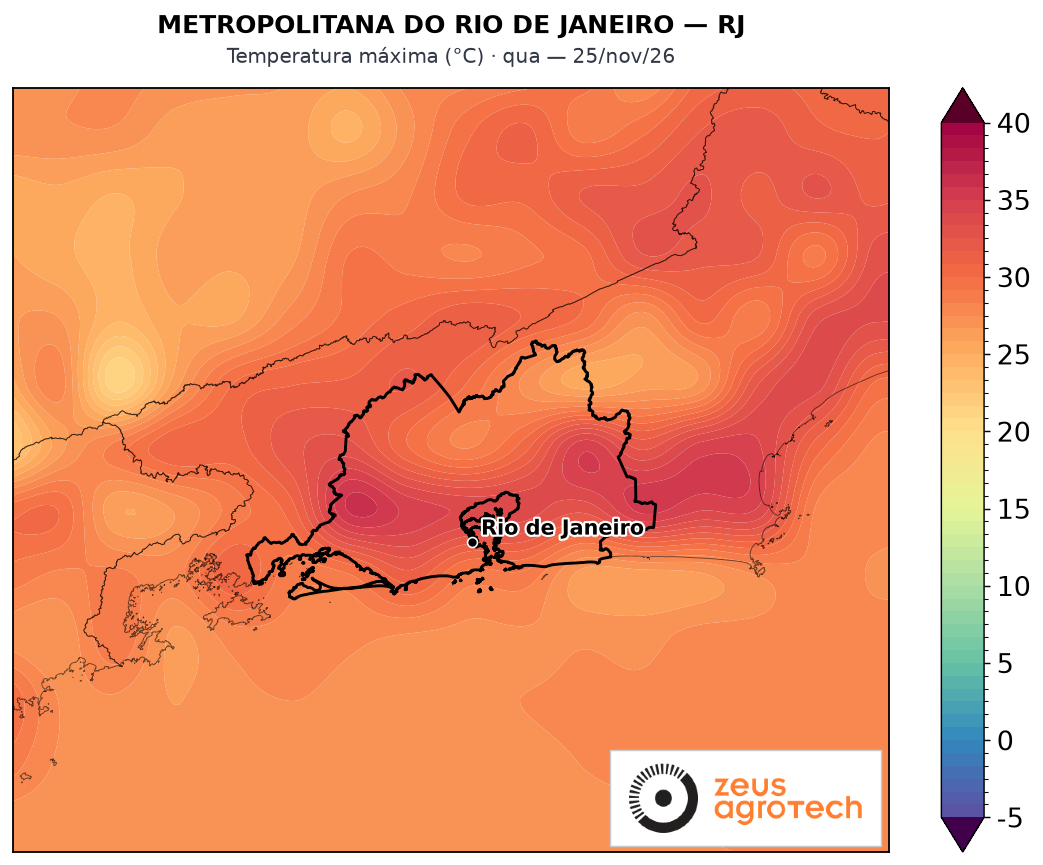 METROPOLITANA DO RIO DE JANEIRO — RJ
Temperatura máxima (°C) · qua — 25/nov/26
40
35
30
25
20
15
10
5
0
-5
Rio de Janeiro
zeus
agrotech